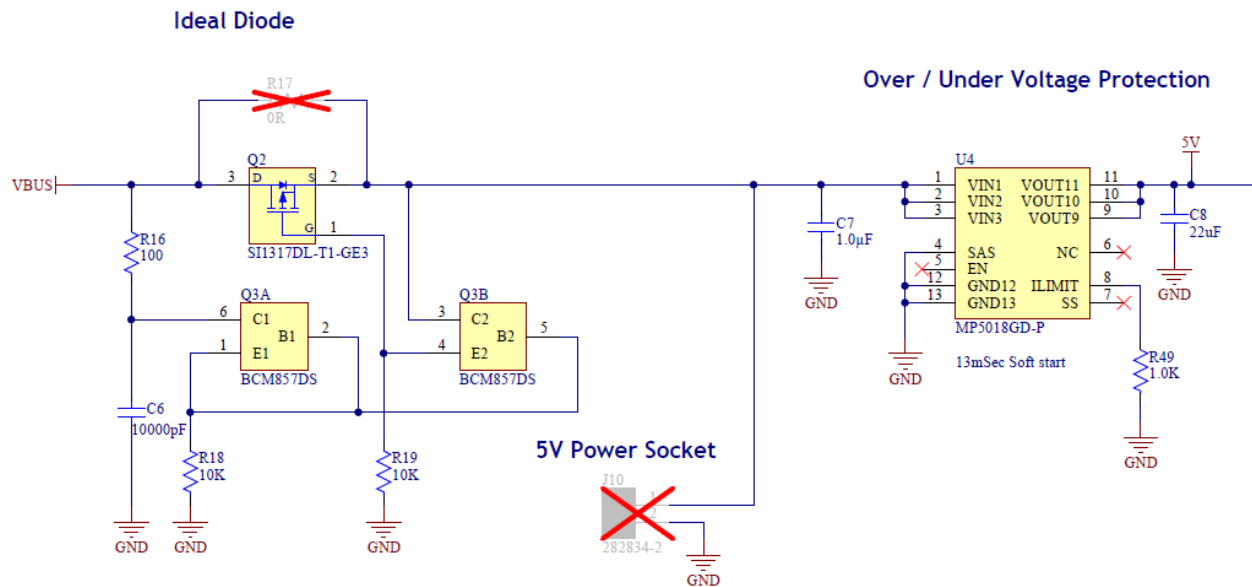 Ideal Diode
Over / Under Voltage Protection
R17
0R
VBUS
Q2
3 D S 2
G 1
SI1317DL-T1-GE3
R16
100
Q3A
6 C1
B1 2
1 E1
BCM857DS
Q3B
3 C2
B2 5
4 E2
BCM857DS
C6
10000pF
R18
10K
R19
10K
GND
GND
GND
5V Power Socket
J10
1
2
282834-2
GND
C7
1.0µF
GND
U4
1 VIN1 VOUT11 11
2 VIN2 VOUT10 10
3 VIN3 VOUT9 9
4 SAS NC 6
5 EN
12 GND12 ILIMIT 8
13 GND13 SS 7
MP5018GD-P
13mSec Soft start
GND
5V
C8
22uF
GND
R49
1.0K
GND